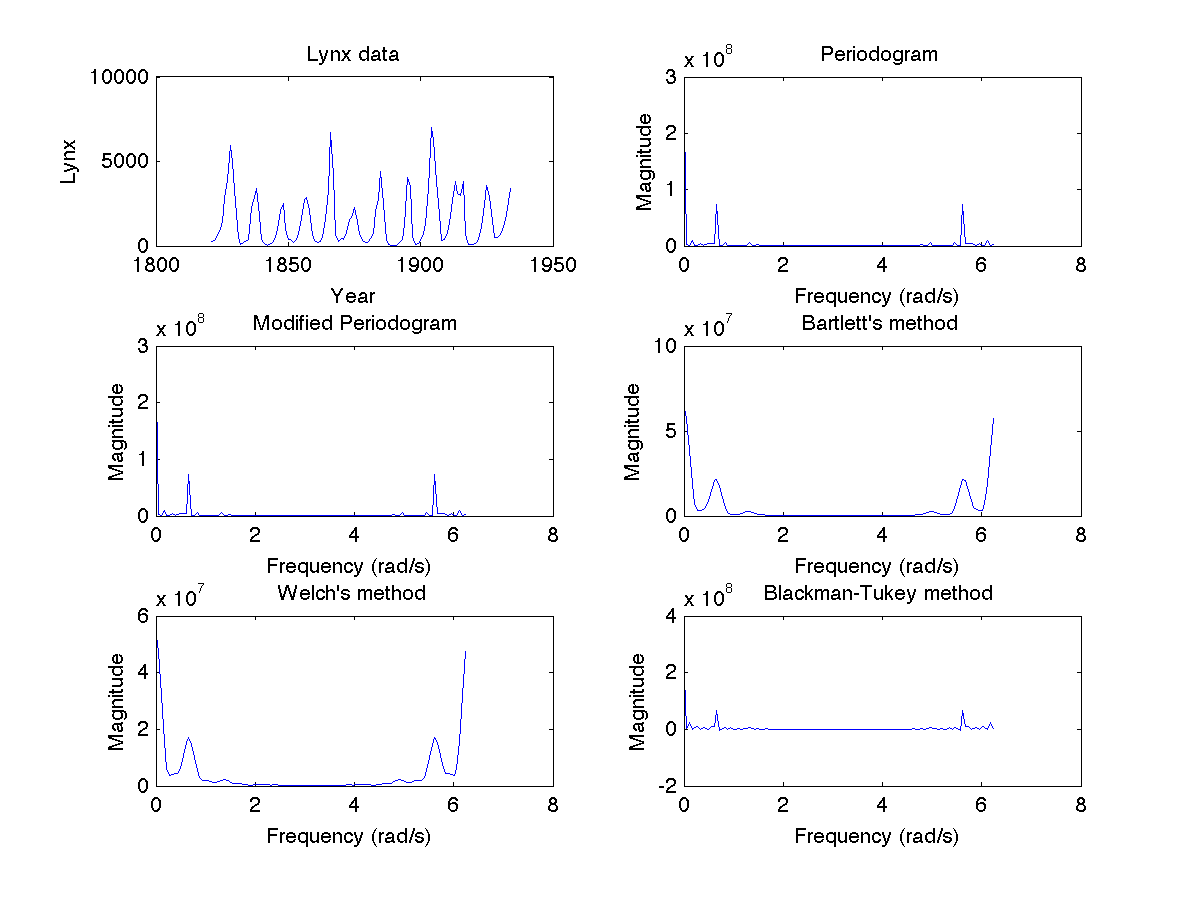 Lynx data
10000
5000
0
Lynx
1800 1850 1900 1950
Year
Periodogram
x 10^8
3
2
1
0
Magnitude
0 2 4 6 8
Frequency (rad/s)
Modified Periodogram
x 10^8
3
2
1
0
Magnitude
0 2 4 6 8
Frequency (rad/s)
Bartlett's method
x 10^7
10
5
0
Magnitude
0 2 4 6 8
Frequency (rad/s)
Welch's method
x 10^7
6
4
2
0
Magnitude
0 2 4 6 8
Frequency (rad/s)
Blackman-Tukey method
x 10^8
4
2
0
-2
Magnitude
0 2 4 6 8
Frequency (rad/s)